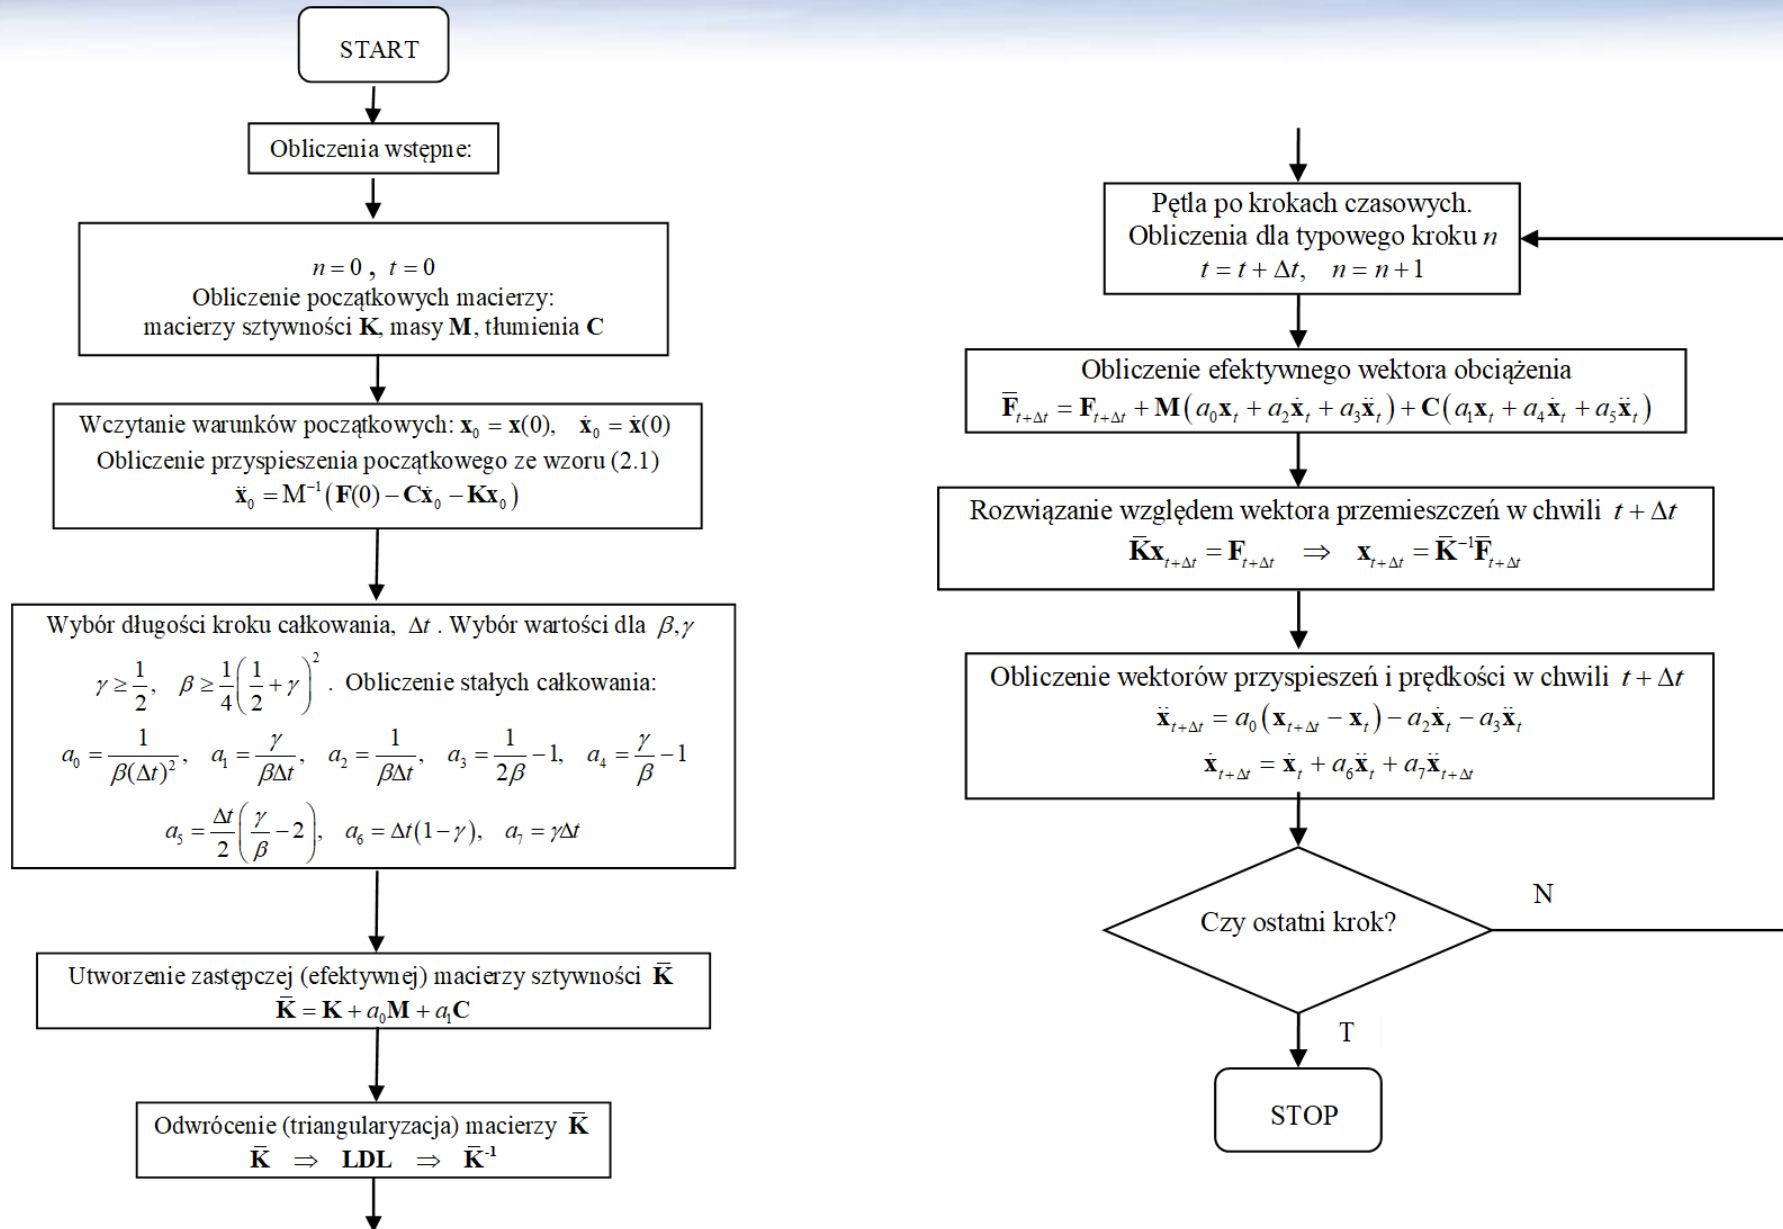 START
Obliczenia wstępne:
n = 0 , t = 0
Obliczenie początkowych macierzy:
macierzy sztywności K, masy M, tłumienia C
Wczytanie warunków początkowych: x₀ = x(0), ẋ₀ = ẋ(0)
Obliczenie przyspieszenia początkowego ze wzoru (2.1)
ẍ₀ = M⁻¹(F(0) − Cẋ₀ − Kx₀)
Wybór długości kroku całkowania, Δt . Wybór wartości dla β,γ
γ ≥ 1/2, β ≥ 1/4(1/2 + γ)² . Obliczenie stałych całkowania:
a₀ = 1/(β(Δt)²), a₁ = γ/(βΔt), a₂ = 1/(βΔt), a₃ = 1/(2β) − 1, a₄ = γ/β − 1
a₅ = Δt/2(γ/β − 2), a₆ = Δt(1−γ), a₇ = γΔt
Utworzenie zastępczej (efektywnej) macierzy sztywności K̄
K̄ = K + a₀M + a₁C
Odwrócenie (triangularyzacja) macierzy K̄
K̄ ⇒ LDL ⇒ K̄⁻¹
Pętla po krokach czasowych.
Obliczenia dla typowego kroku n
t = t + Δt, n = n + 1
Obliczenie efektywnego wektora obciążenia
F̄ₜ₊Δₜ = Fₜ₊Δₜ + M(a₀xₜ + a₂ẋₜ + a₃ẍₜ) + C(a₁xₜ + a₄ẋₜ + a₅ẍₜ)
Rozwiązanie względem wektora przemieszczeń w chwili t + Δt
K̄xₜ₊Δₜ = Fₜ₊Δₜ ⇒ xₜ₊Δₜ = K̄⁻¹F̄ₜ₊Δₜ
Obliczenie wektorów przyspieszeń i prędkości w chwili t + Δt
ẍₜ₊Δₜ = a₀(xₜ₊Δₜ − xₜ) − a₂ẋₜ − a₃ẍₜ
ẋₜ₊Δₜ = ẋₜ + a₆ẍₜ + a₇ẍₜ₊Δₜ
Czy ostatni krok?
N
T
STOP